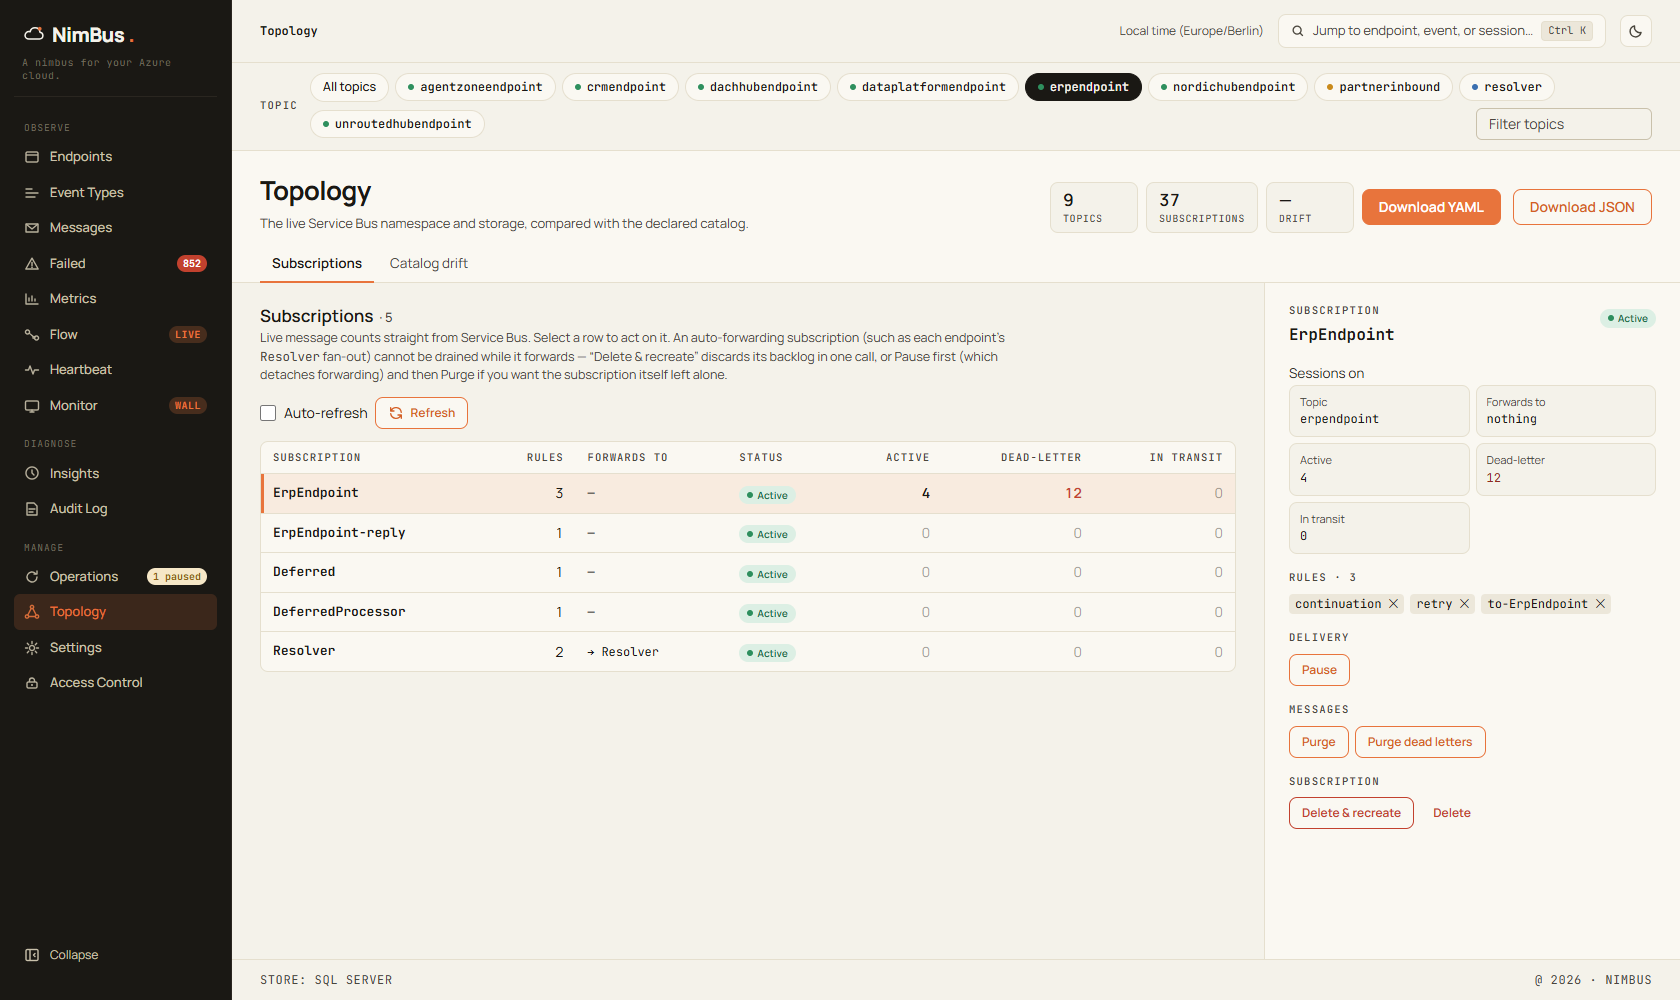 NimBus.
A nimbus for your Azure
cloud.
OBSERVE
Endpoints
Event Types
Messages
Failed 852
Metrics
Flow LIVE
Heartbeat
Monitor WALL
DIAGNOSE
Insights
Audit Log
MANAGE
Operations 1 paused
Topology
Settings
Access Control
Collapse
Topology
Local time (Europe/Berlin)
Jump to endpoint, event, or session... Ctrl K
TOPIC
All topics agentzoneendpoint crmendpoint dachhubendpoint dataplatformendpoint erpendpoint nordichubendpoint partnerinbound resolver
unroutedhubendpoint
Filter topics
Topology
The live Service Bus namespace and storage, compared with the declared catalog.
9 TOPICS
37 SUBSCRIPTIONS
— DRIFT
Download YAML
Download JSON
Subscriptions Catalog drift
Subscriptions · 5
Live message counts straight from Service Bus. Select a row to act on it. An auto-forwarding subscription (such as each endpoint's
Resolver fan-out) cannot be drained while it forwards — “Delete & recreate” discards its backlog in one call, or Pause first (which
detaches forwarding) and then Purge if you want the subscription itself left alone.
Auto-refresh Refresh
SUBSCRIPTION RULES FORWARDS TO STATUS ACTIVE DEAD-LETTER IN TRANSIT
ErpEndpoint 3 — Active 4 12 0
ErpEndpoint-reply 1 — Active 0 0 0
Deferred 1 — Active 0 0 0
DeferredProcessor 1 — Active 0 0 0
Resolver 2 → Resolver Active 0 0 0
SUBSCRIPTION
ErpEndpoint
Active
Sessions on
Topic
erpendpoint
Forwards to
nothing
Active
4
Dead-letter
12
In transit
0
RULES · 3
continuation × retry × to-ErpEndpoint ×
DELIVERY
Pause
MESSAGES
Purge Purge dead letters
SUBSCRIPTION
Delete & recreate Delete
STORE: SQL SERVER
@ 2026 · NIMBUS